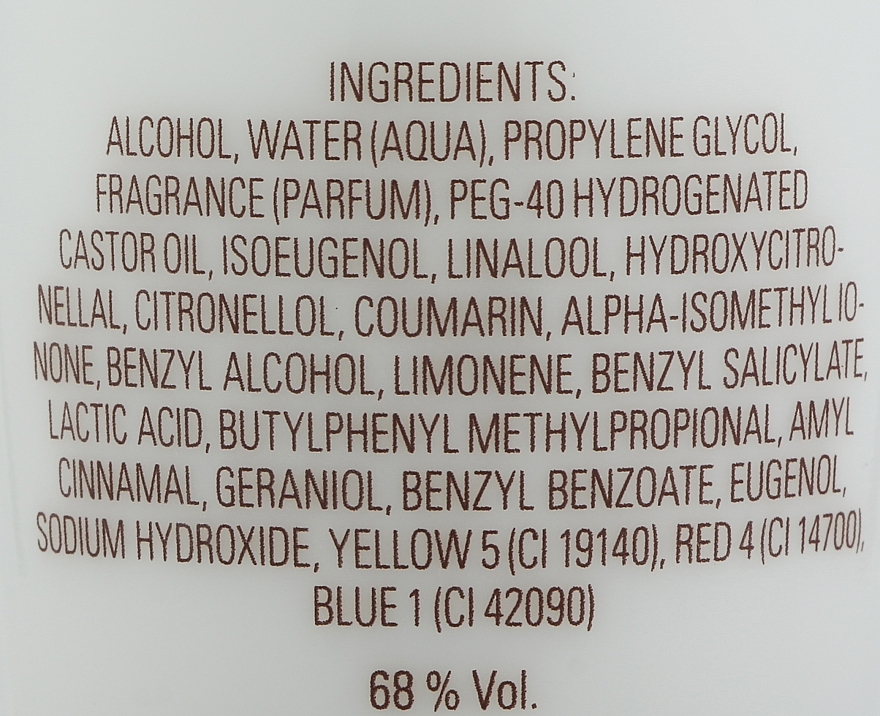 INGREDIENTS:
ALCOHOL, WATER (AQUA), PROPYLENE GLYCOL,
FRAGRANCE (PARFUM), PEG-40 HYDROGENATED
CASTOR OIL, ISOEUGENOL, LINALOOL, HYDROXYCITRO-
NELLAL, CITRONELLOL, COUMARIN, ALPHA-ISOMETHYL IO-
NONE, BENZYL ALCOHOL, LIMONENE, BENZYL SALICYLATE,
LACTIC ACID, BUTYLPHENYL METHYLPROPIONAL, AMYL
CINNAMAL, GERANIOL, BENZYL BENZOATE, EUGENOL,
SODIUM HYDROXIDE, YELLOW 5 (CI 19140), RED 4 (CI 14700),
BLUE 1 (CI 42090)
68 % Vol.